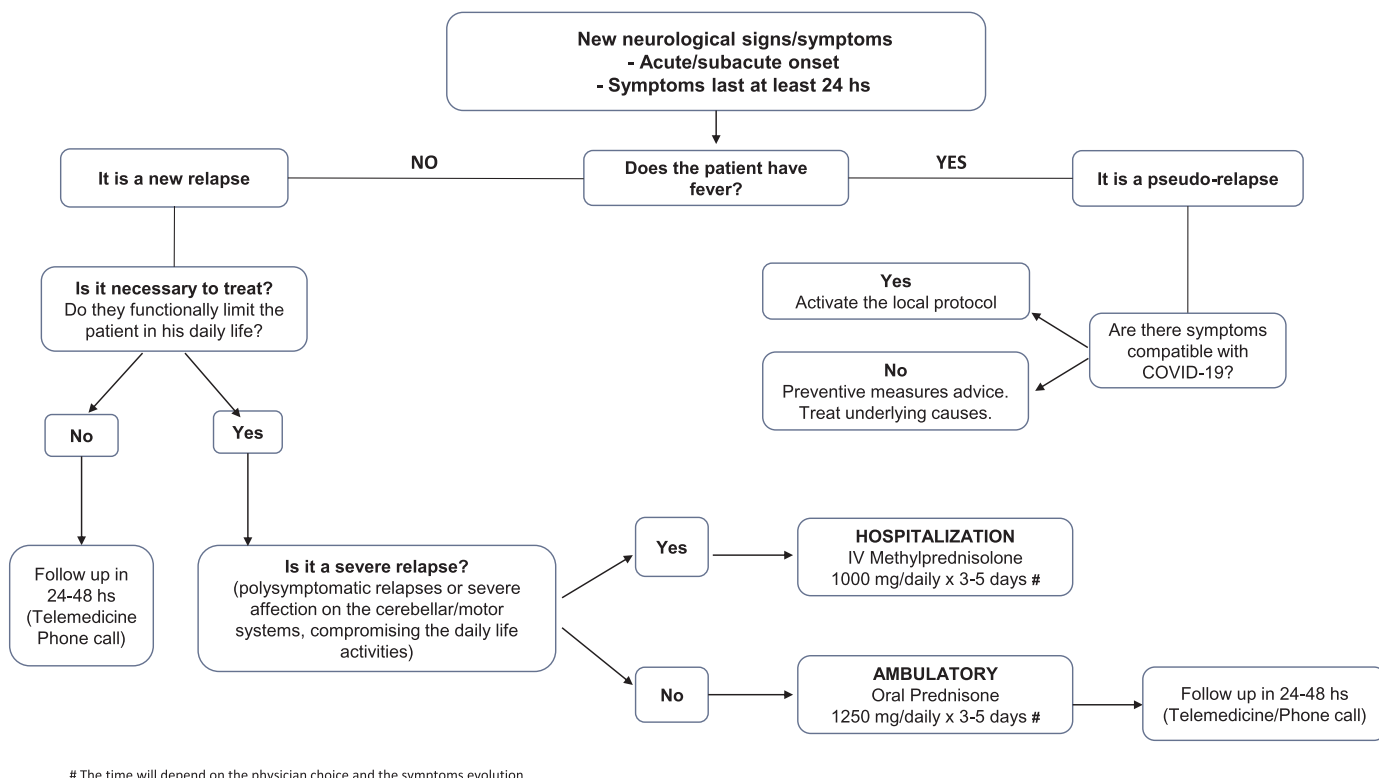 New neurological signs/symptoms
- Acute/subacute onset
- Symptoms last at least 24 hs
NO
YES
It is a new relapse
Does the patient have
fever?
It is a pseudo-relapse
Is it necessary to treat?
Do they functionally limit the
patient in his daily life?
Yes
Activate the local protocol
Are there symptoms
compatible with
COVID-19?
No
Preventive measures advice.
Treat underlying causes.
No
Yes
Follow up in
24-48 hs
(Telemedicine
Phone call)
Is it a severe relapse?
(polysymptomatic relapses or severe
affection on the cerebellar/motor
systems, compromising the daily life
activities)
Yes
HOSPITALIZATION
IV Methylprednisolone
1000 mg/daily x 3-5 days #
No
AMBULATORY
Oral Prednisone
1250 mg/daily x 3-5 days #
Follow up in 24-48 hs
(Telemedicine/Phone call)
# The time will depend on the physician choice and the symptoms evolution